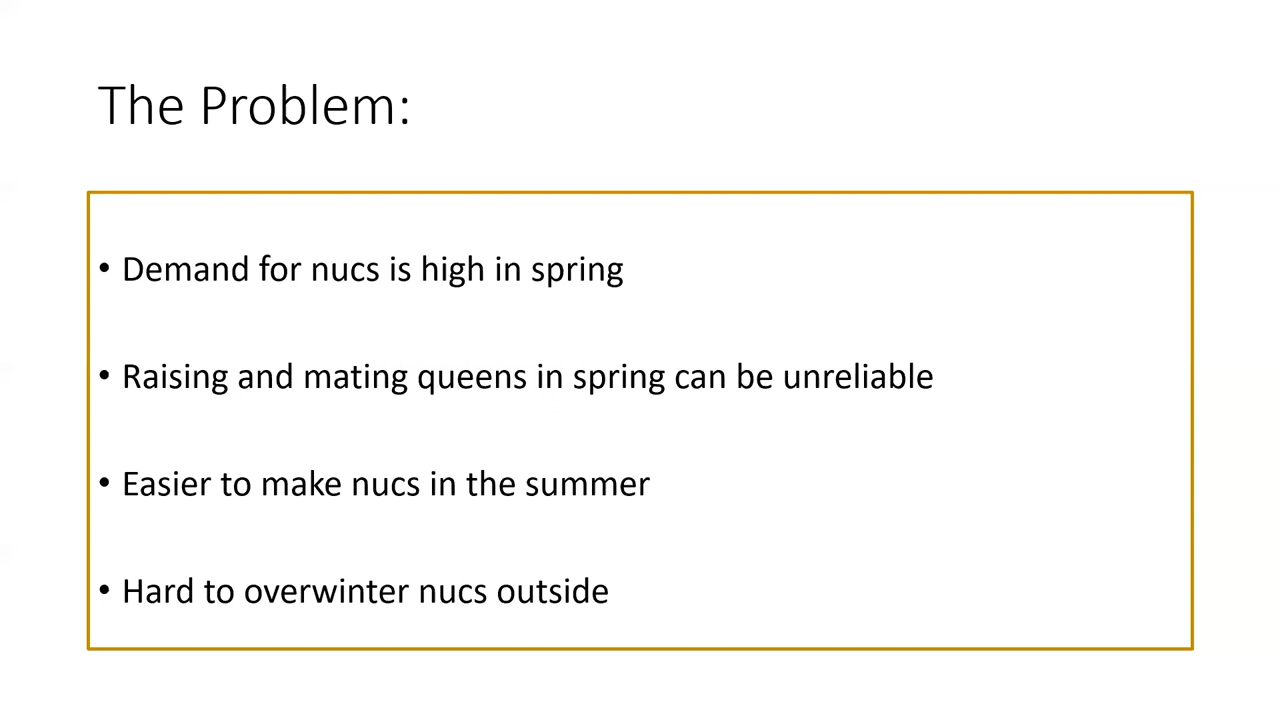 The Problem:
• Demand for nucs is high in spring
• Raising and mating queens in spring can be unreliable
• Easier to make nucs in the summer
• Hard to overwinter nucs outside